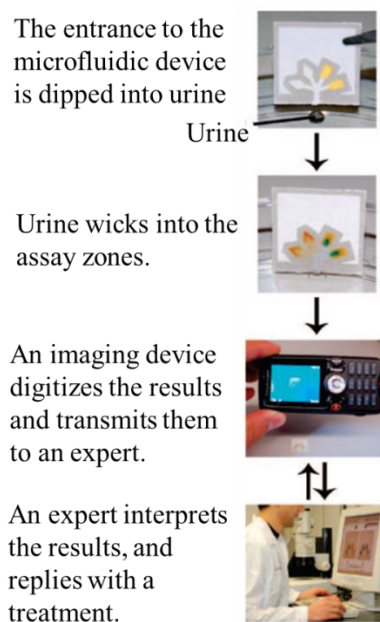 The entrance to the
microfluidic device
is dipped into urine
Urine
Urine wicks into the
assay zones.
An imaging device
digitizes the results
and transmits them
to an expert.
An expert interprets
the results, and
replies with a
treatment.